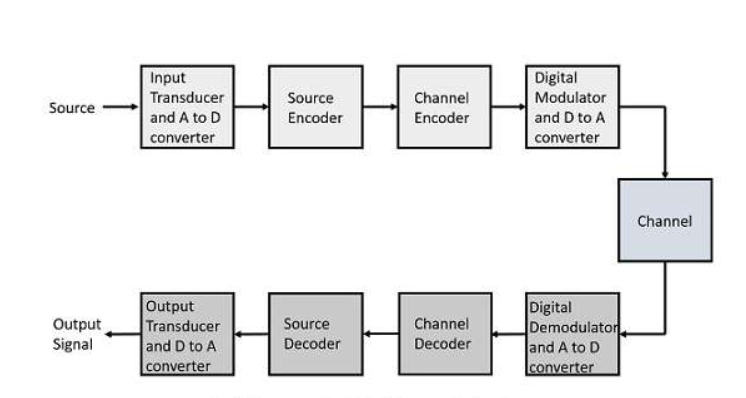 Source
Input
Transducer
and A to D
converter
Source
Encoder
Channel
Encoder
Digital
Modulator
and D to A
converter
Channel
Output
Signal
Output
Transducer
and D to A
converter
Source
Decoder
Channel
Decoder
Digital
Demodulator
and A to D
converter